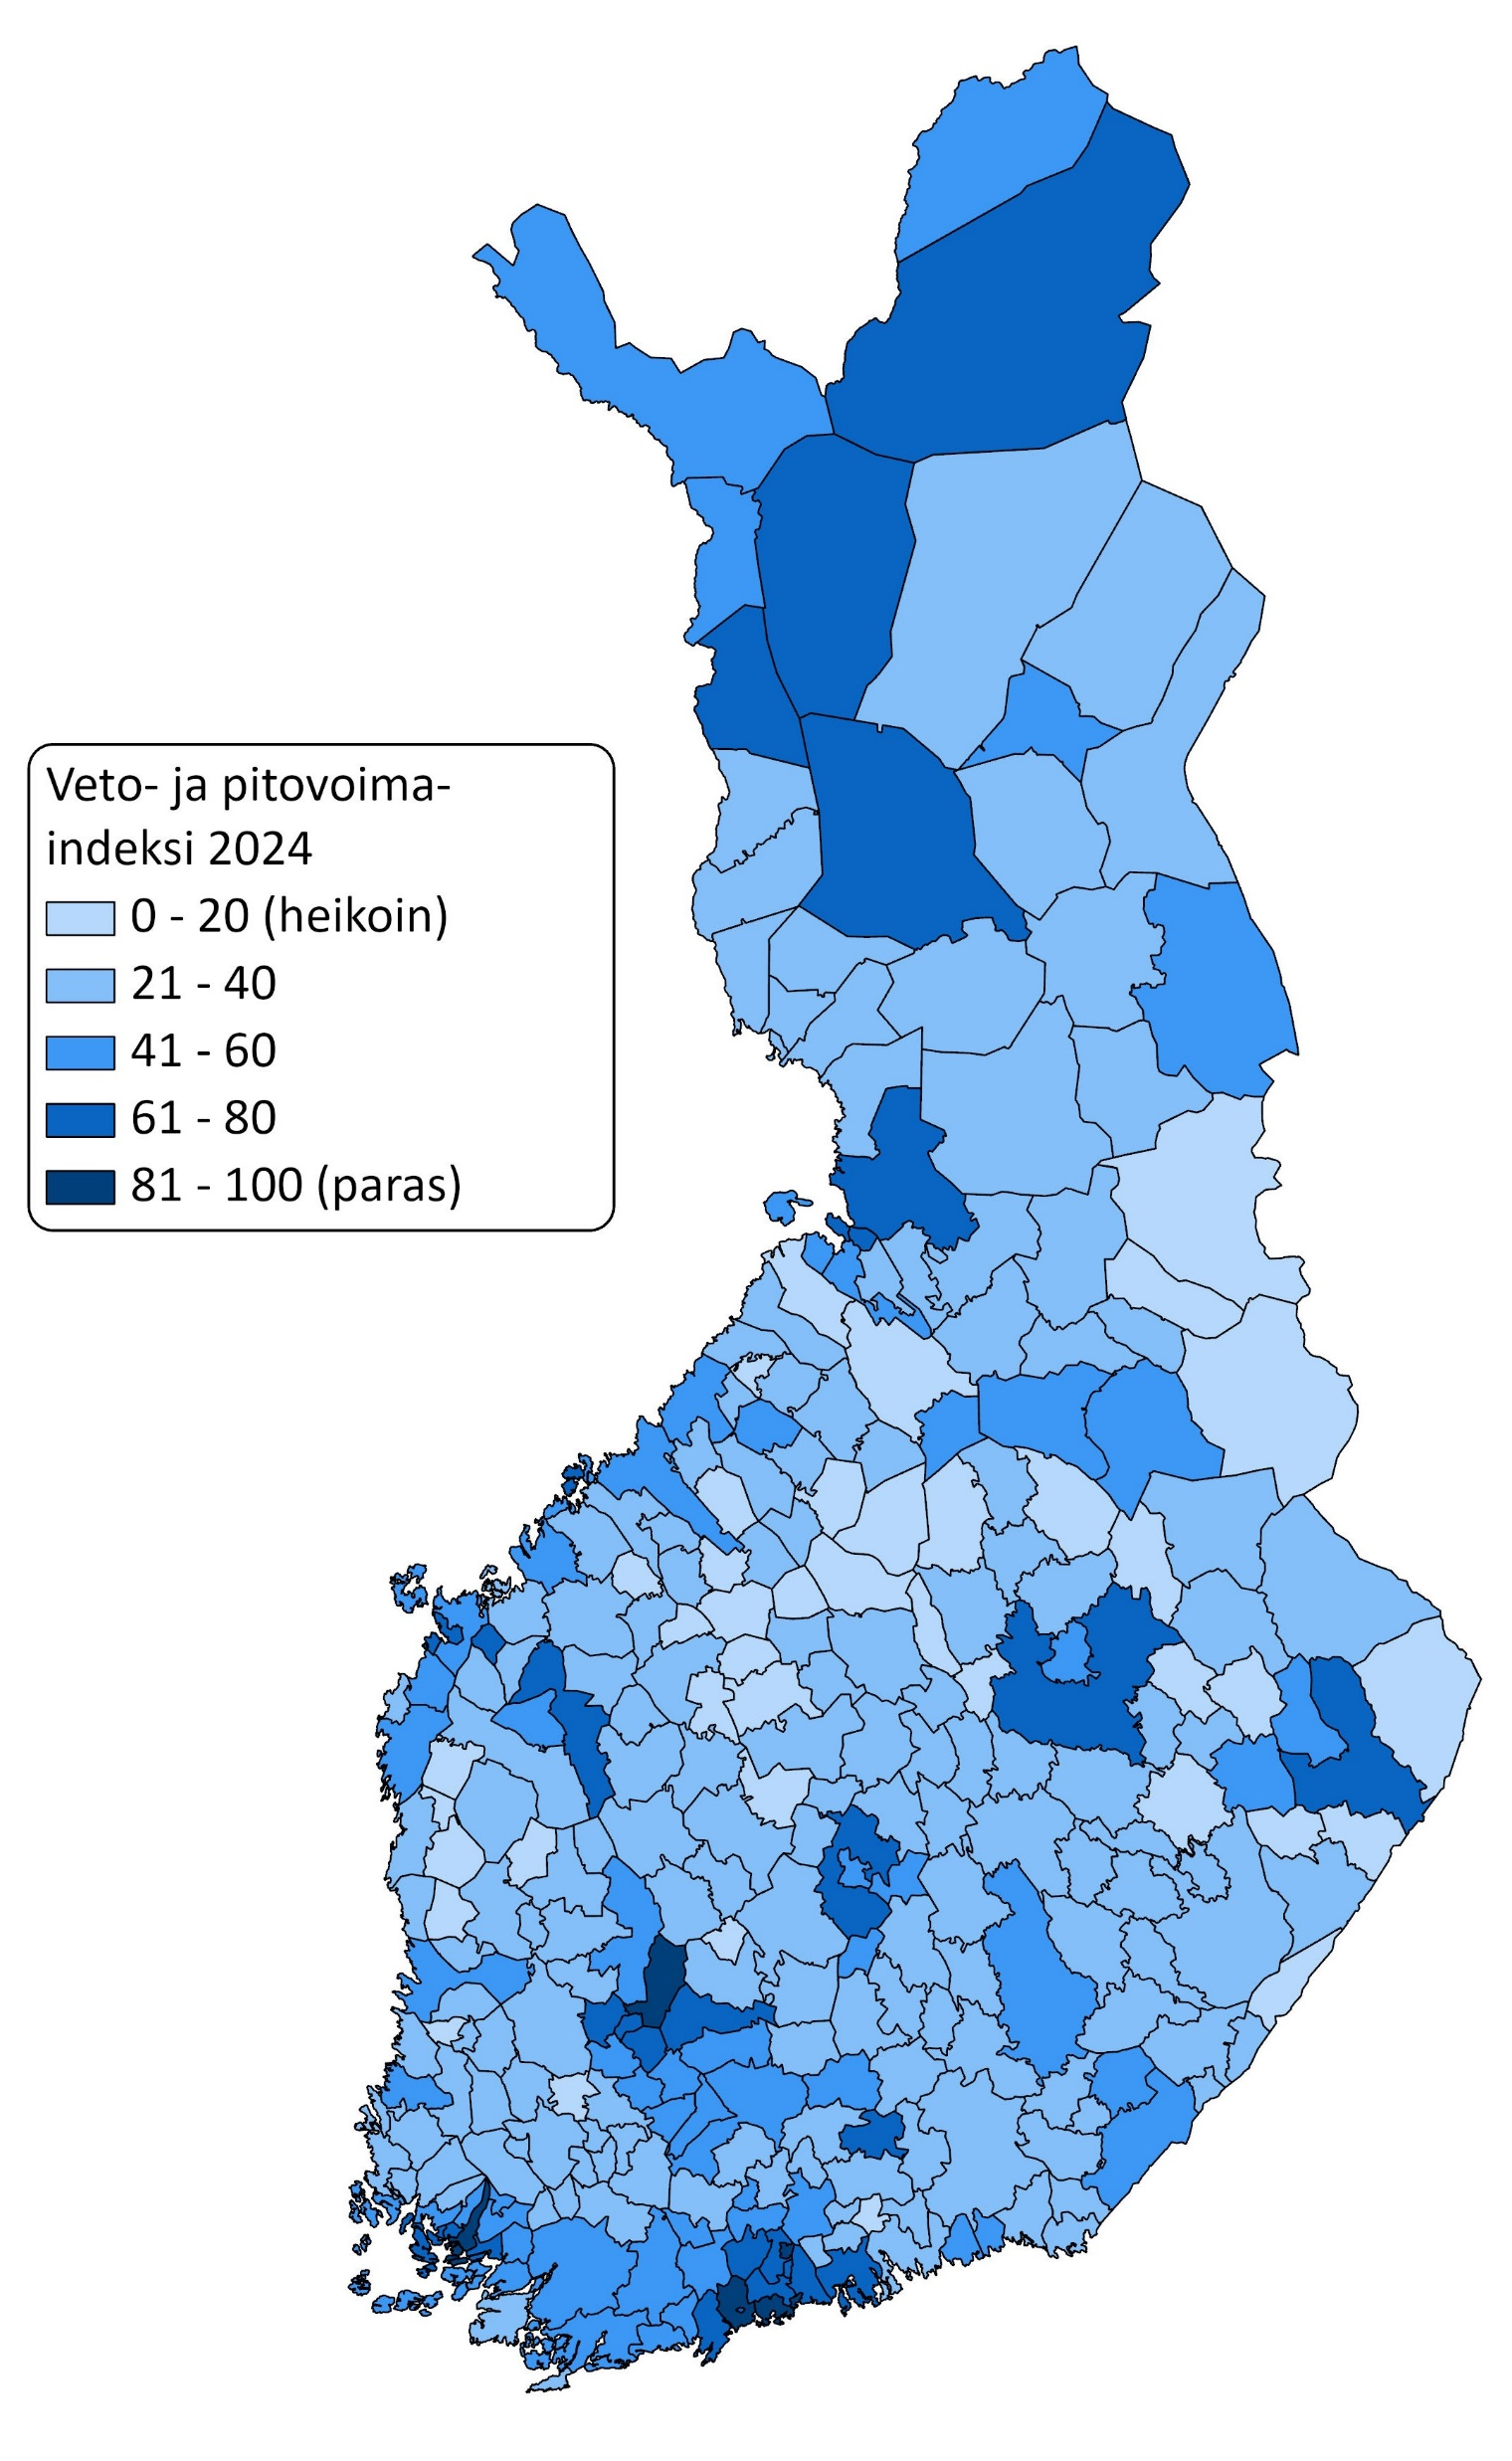 Veto- ja pitovoima-
indeksi 2024
0 - 20 (heikoin)
21 - 40
41 - 60
61 - 80
81 - 100 (paras)